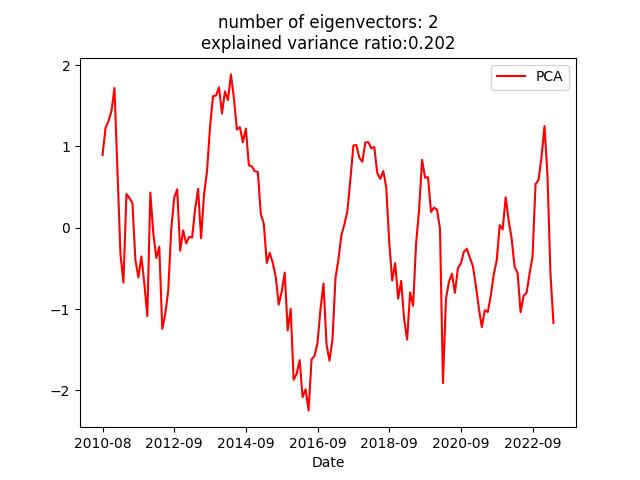 number of eigenvectors: 2
explained variance ratio:0.202
PCA
2
1
0
−1
−2
2010-08 2012-09 2014-09 2016-09 2018-09 2020-09 2022-09
Date